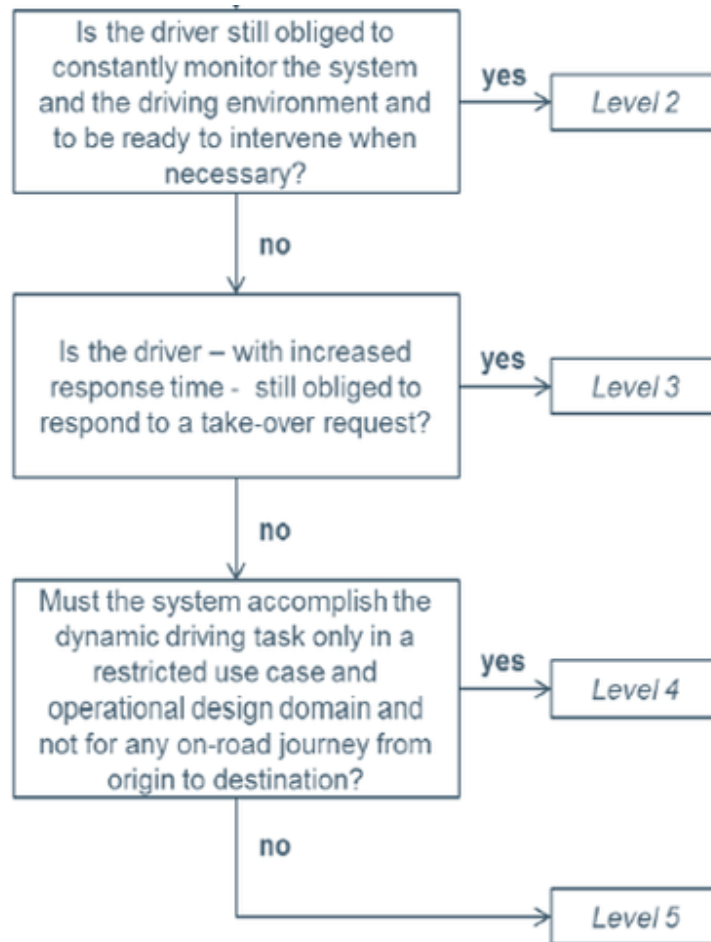 Is the driver still obliged to
constantly monitor the system
and the driving environment and
to be ready to intervene when
necessary?
yes
Level 2
no
Is the driver – with increased
response time - still obliged to
respond to a take-over request?
yes
Level 3
no
Must the system accomplish the
dynamic driving task only in a
restricted use case and
operational design domain and
not for any on-road journey from
origin to destination?
yes
Level 4
no
Level 5